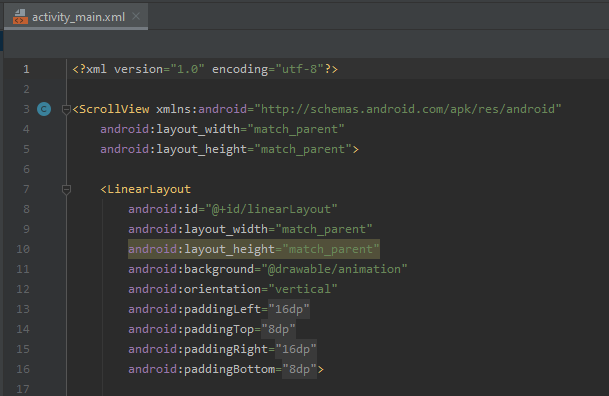 activity_main.xml
1 <?xml version="1.0" encoding="utf-8"?>
2
3 <ScrollView xmlns:android="http://schemas.android.com/apk/res/android"
4 android:layout_width="match_parent"
5 android:layout_height="match_parent">
6
7 <LinearLayout
8 android:id="@+id/linearLayout"
9 android:layout_width="match_parent"
10 android:layout_height="match_parent"
11 android:background="@drawable/animation"
12 android:orientation="vertical"
13 android:paddingLeft="16dp"
14 android:paddingTop="8dp"
15 android:paddingRight="16dp"
16 android:paddingBottom="8dp">
17